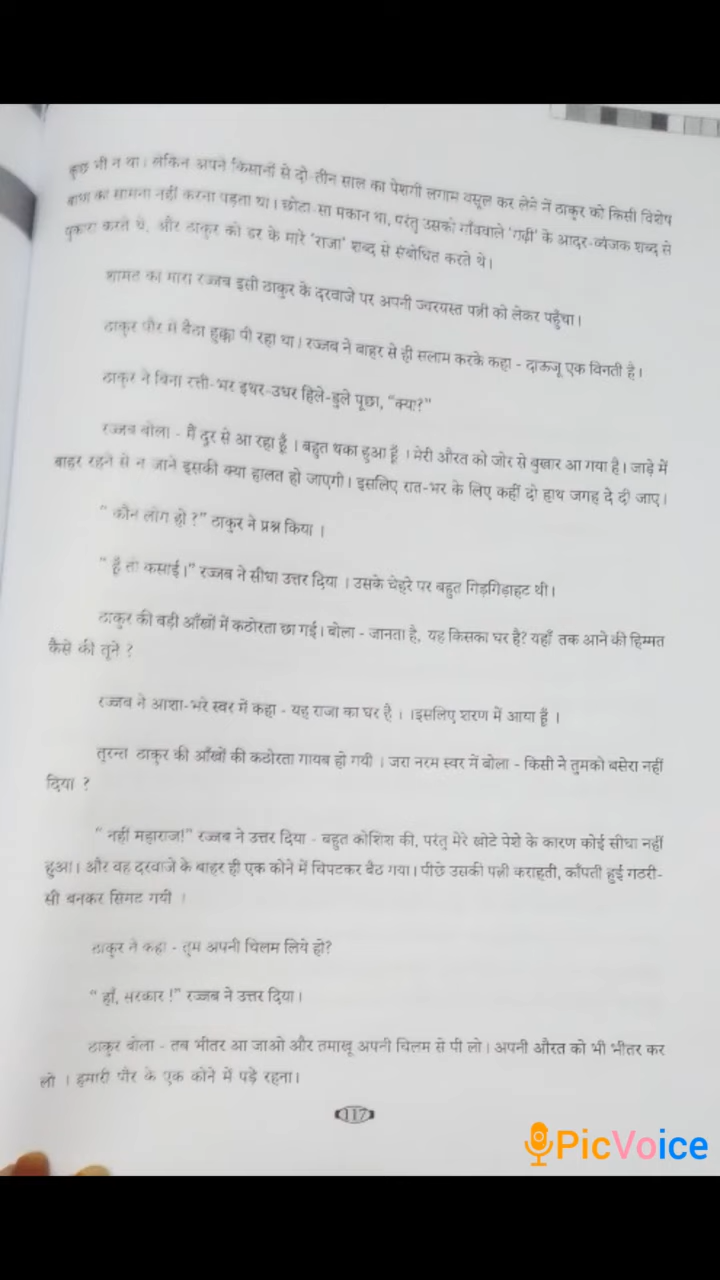 कुछ भी न था। लेकिन अपने किसानों से दो-तीन साल का पेशगी लगाम वसूल कर लेने नें ठाकुर को किसी विशेष
बाधा का सामना नहीं करना पड़ता था। छोटा-सा मकान था, परंतु उसको गाँववाले 'गढ़ी' के आदर-व्यंजक शब्द से
पुकारा करते थे, और ठाकुर को डर के मारे 'राजा' शब्द से संबोधित करते थे।
शामत का मारा रज्जब इसी ठाकुर के दरवाजे पर अपनी ज्वरग्रस्त पत्नी को लेकर पहुँचा।
ठाकुर पौर में बैठा हुक्का पी रहा था। रज्जब ने बाहर से ही सलाम करके कहा - दाऊजू एक विनती है।
ठाकुर ने बिना रत्ती-भर इधर-उधर हिले-डुले पूछा, “क्या?”
रज्जब बोला - मैं दुर से आ रहा हूँ । बहुत थका हुआ हूँ । मेरी औरत को जोर से बुखार आ गया है। जाड़े में
बाहर रहने से न जाने इसकी क्या हालत हो जाएगी। इसलिए रात-भर के लिए कहीं दो हाथ जगह दे दी जाए।
“ कौन लोग हो ?” ठाकुर ने प्रश्न किया ।
“ हूँ तो कसाई।” रज्जब ने सीधा उत्तर दिया । उसके चेहरे पर बहुत गिड़गिड़ाहट थी।
ठाकुर की बड़ी आँखों में कठोरता छा गई। बोला - जानता है, यह किसका घर है? यहाँ तक आने की हिम्मत
कैसे की तूने ?
रज्जब ने आशा-भरे स्वर में कहा - यह राजा का घर है । ।इसलिए शरण में आया हूँ ।
तुरन्त ठाकुर की आँखों की कठोरता गायब हो गयी । जरा नरम स्वर में बोला - किसी ने तुमको बसेरा नहीं
दिया ?
“ नहीं महाराज!” रज्जब ने उत्तर दिया - बहुत कोशिश की, परंतु मेरे खोटे पेशे के कारण कोई सीधा नहीं
हुआ। और वह दरवाजे के बाहर ही एक कोने में चिपटकर बैठ गया। पीछे उसकी पत्नी कराहती, काँपती हुई गठरी-
सी बनकर सिमट गयी ।
ठाकुर ने कहा - तुम अपनी चिलम लिये हो?
“ हाँ, सरकार !” रज्जब ने उत्तर दिया।
ठाकुर बोला - तब भीतर आ जाओ और तमाखू अपनी चिलम से पी लो। अपनी औरत को भी भीतर कर
लो । हमारी पौर के एक कोने में पड़े रहना।
117
PicVoice